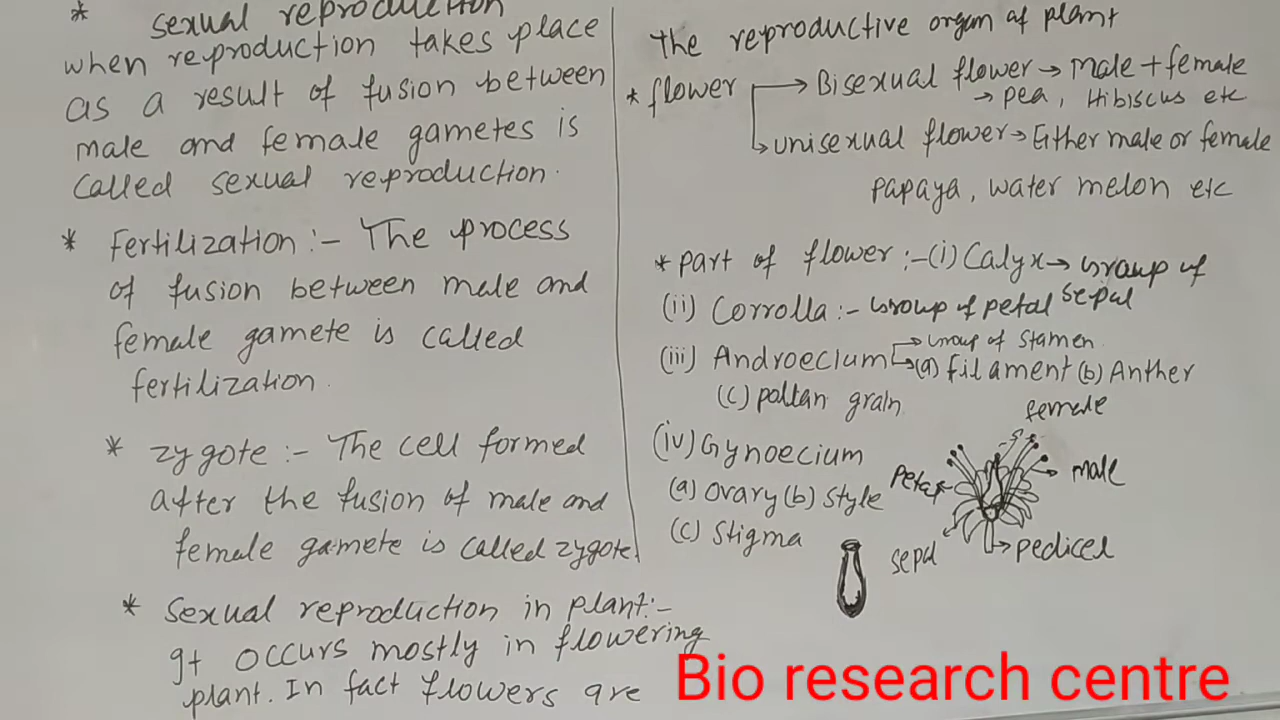 * sexual reproduction
when reproduction takes place
as a result of fusion between
male and female gametes is
called sexual reproduction.
* Fertilization :- The process
of fusion between male and
female gamete is called
fertilization.
* zygote :- The cell formed
after the fusion of male and
female gamete is called zygote
* Sexual reproduction in plant:-
It occurs mostly in flowering
plant. In fact flowers are
The reproductive organ of plant
* flower → Bisexual flower → male + female
→ pea, Hibiscus etc
↳ unisexual flower → Either male or female
papaya, water melon etc
* part of flower :- (i) Calyx → Group of
sepal
(ii) Corrolla :- Group of petal
(iii) Androecium → Group of stamen
↳ (a) filament (b) Anther
(c) pollan grain
(iv) Gynoecium
(a) Ovary (b) Style
(c) Stigma
female
male
Petal
sepal
pedicel
Bio research centre